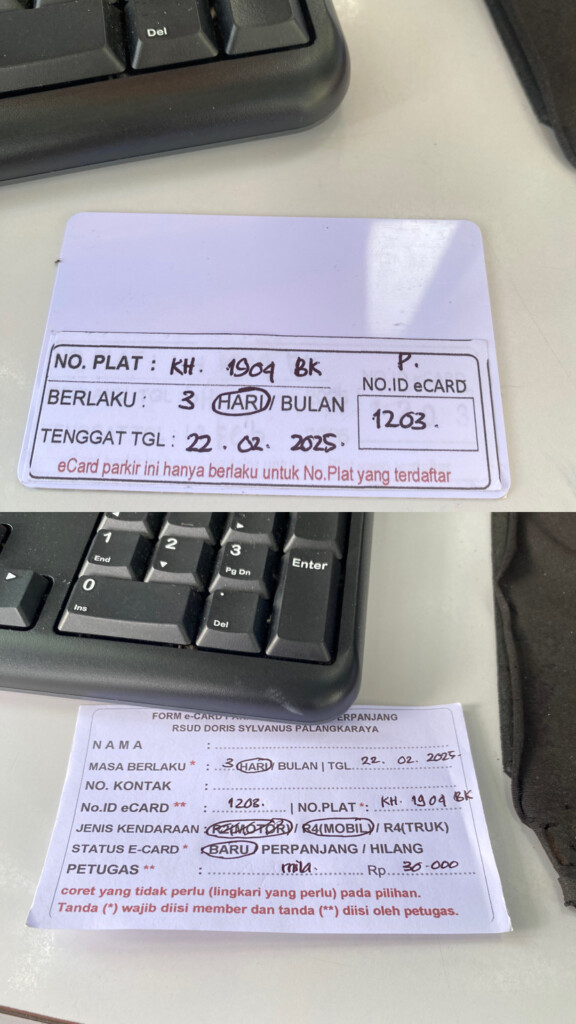 Del
NO. PLAT : KH. 1904 BK
P.
NO.ID eCARD
BERLAKU : 3 HARI / BULAN
1203.
TENGGAT TGL : 22. 02. 2025.
eCard parkir ini hanya berlaku untuk No.Plat yang terdaftar
1 End
2
3 Pg Dn
Enter
0 Ins
. Del
FORM e-CARD PERPANJANG
RSUD DORIS SYLVANUS PALANGKARAYA
N A M A :
MASA BERLAKU * : 3 HARI/ BULAN | TGL. 22. 02. 2025.
NO. KONTAK :
No.ID eCARD ** : 1208. | NO.PLAT *: KH. 1904 BK
JENIS KENDARAAN : R2(MOTOR)/ R4(MOBIL) / R4(TRUK)
STATUS E-CARD * : BARU / PERPANJANG / HILANG
PETUGAS ** : mila. Rp. 30.000
coret yang tidak perlu (lingkari yang perlu) pada pilihan.
Tanda (*) wajib diisi member dan tanda (**) diisi oleh petugas.